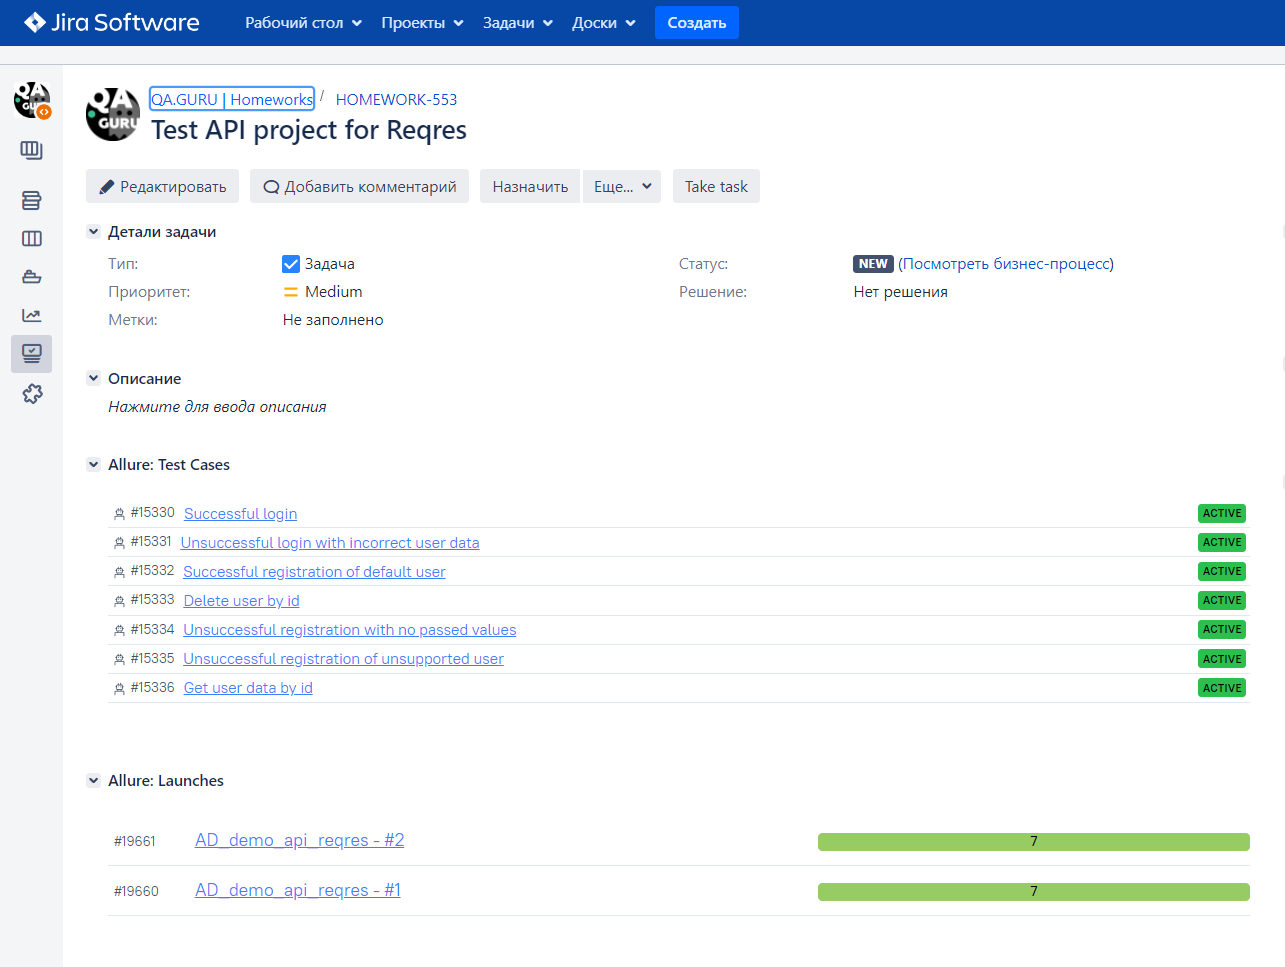 Jira Software Рабочий стол Проекты Задачи Доски Создать
QA GURU
QA.GURU | Homeworks / HOMEWORK-553
Test API project for Reqres
Редактировать Добавить комментарий Назначить Еще... Take task
Детали задачи
Тип: Задача Статус: NEW (Посмотреть бизнес-процесс)
Приоритет: Medium Решение: Нет решения
Метки: Не заполнено
Описание
Нажмите для ввода описания
Allure: Test Cases
#15330 Successful login ACTIVE
#15331 Unsuccessful login with incorrect user data ACTIVE
#15332 Successful registration of default user ACTIVE
#15333 Delete user by id ACTIVE
#15334 Unsuccessful registration with no passed values ACTIVE
#15335 Unsuccessful registration of unsupported user ACTIVE
#15336 Get user data by id ACTIVE
Allure: Launches
#19661 AD_demo_api_reqres - #2 7
#19660 AD_demo_api_reqres - #1 7